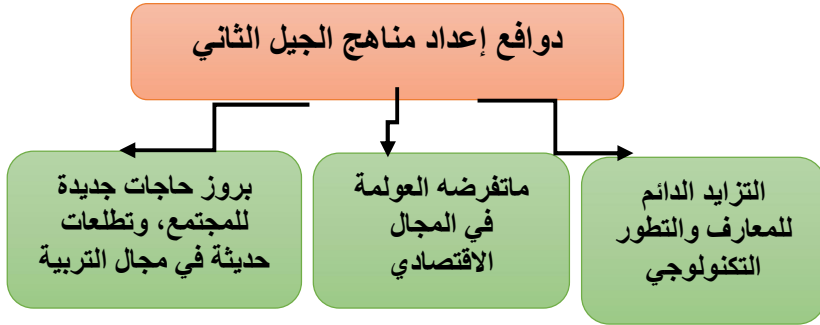 دوافع إعداد مناهج الجيل الثاني
التزايد الدائم
للمعارف والتطور
التكنولوجي
ماتفرضه العولمة
في المجال
الاقتصادي
بروز حاجات جديدة
للمجتمع، وتطلعات
حديثة في مجال التربية